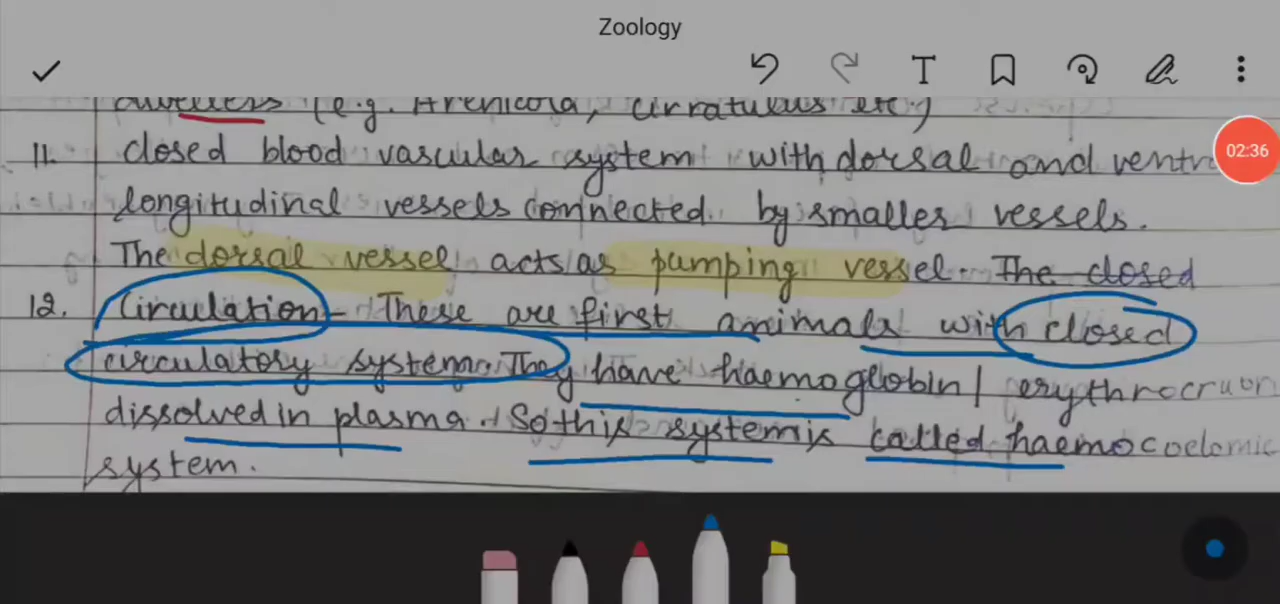 Zoology
dwellers (e.g. Arenicola, Cirratulus etc)
02:36
11. closed blood vascular system with dorsal and ventr
longitudinal vessels connected by smaller vessels.
The dorsal vessel acts as pumping vessel. The closed
12. Circulation - These are first animals with closed
circulatory system. They have haemoglobin / erythrocruor
dissolved in plasma. So this system is called haemocoelomic
system.